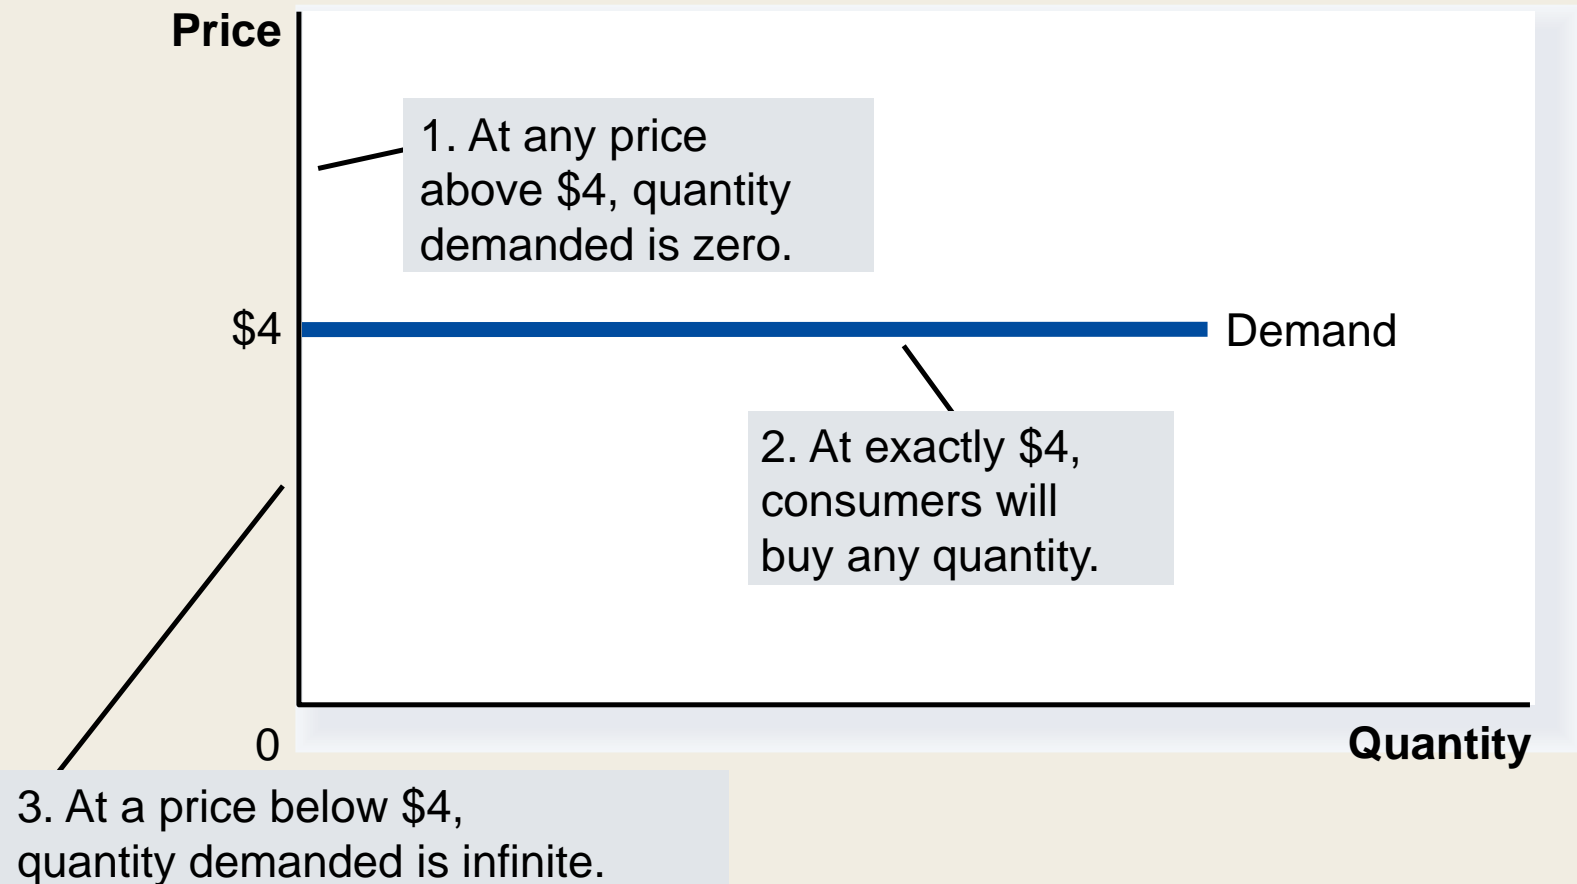 Price
1. At any price
above $4, quantity
demanded is zero.
$4
Demand
2. At exactly $4,
consumers will
buy any quantity.
0
Quantity
3. At a price below $4,
quantity demanded is infinite.